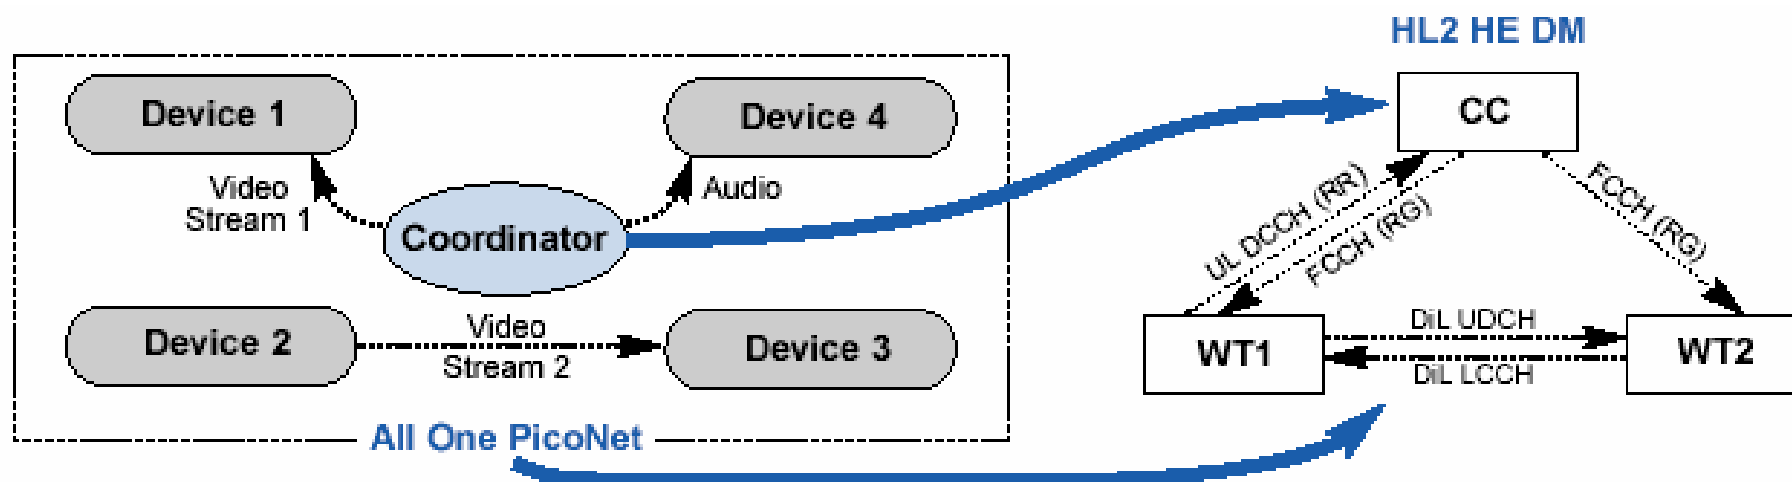 HL2 HE DM
Device 1
Device 4
CC
Video
Stream 1
Audio
Coordinator
UL DCCH (RR)
FCCH (RG)
FCCH (RG)
Device 2
Video
Stream 2
Device 3
WT1
DiL UDCH
DiL LCCH
WT2
All One PicoNet